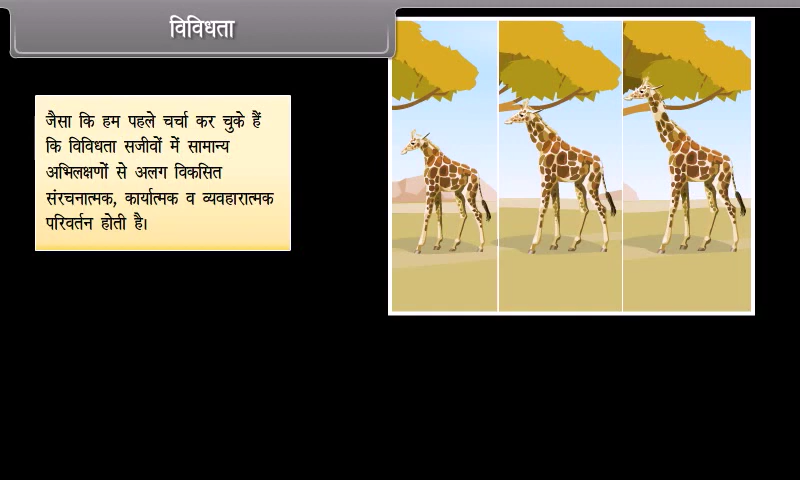 विविधता
जैसा कि हम पहले चर्चा कर चुके हैं
कि विविधता सजीवों में सामान्य
अभिलक्षणों से अलग विकसित
संरचनात्मक, कार्यात्मक व व्यवहारात्मक
परिवर्तन होती है।